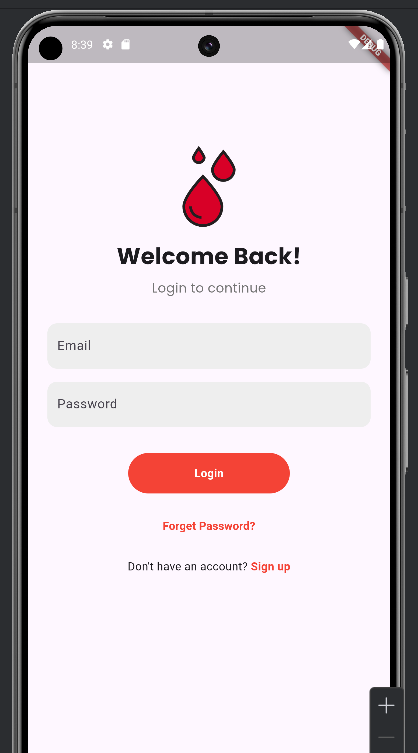 8:39
DEBUG
Welcome Back!
Login to continue
Email
Password
Login
Forget Password?
Don't have an account? Sign up